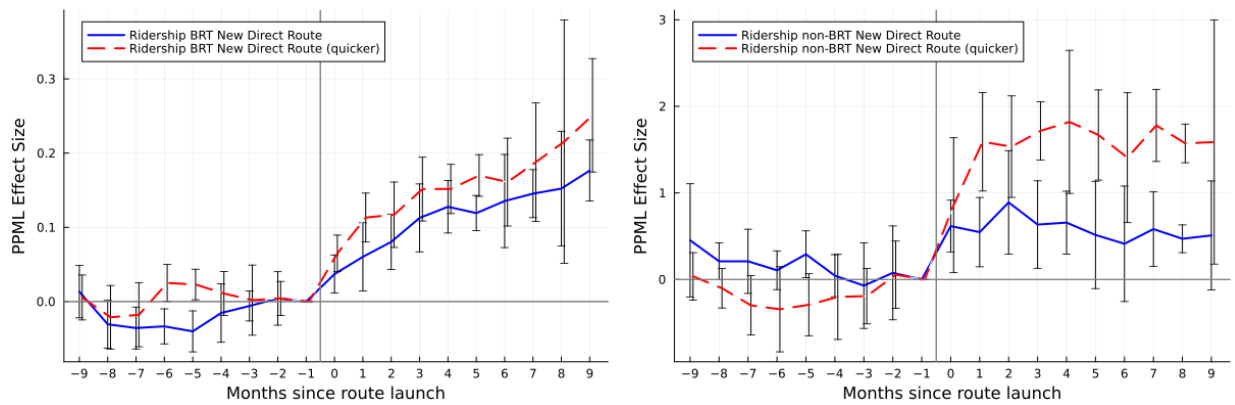 Ridership BRT New Direct Route
Ridership BRT New Direct Route (quicker)
PPML Effect Size
0.3
0.2
0.1
0.0
−9 −8 −7 −6 −5 −4 −3 −2 −1 0 1 2 3 4 5 6 7 8 9
Months since route launch
Ridership non-BRT New Direct Route
Ridership non-BRT New Direct Route (quicker)
PPML Effect Size
3
2
1
0
−9 −8 −7 −6 −5 −4 −3 −2 −1 0 1 2 3 4 5 6 7 8 9
Months since route launch